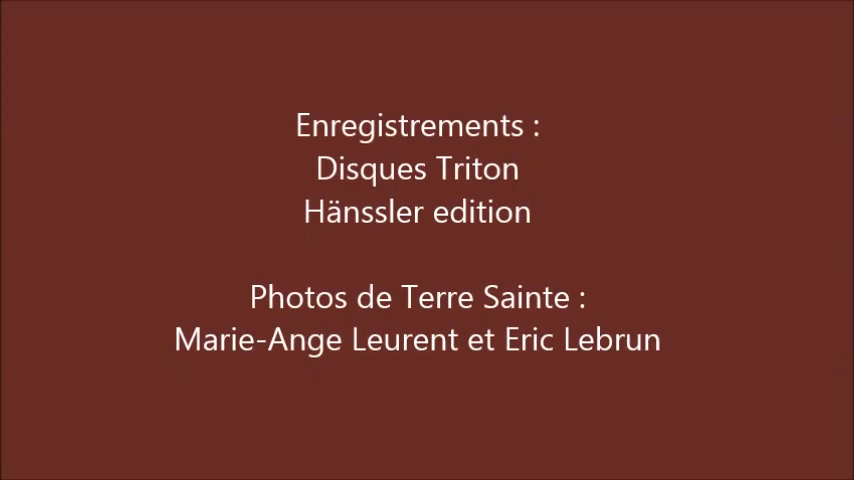 Enregistrements :
Disques Triton
Hänssler edition
Photos de Terre Sainte :
Marie-Ange Leurent et Eric Lebrun